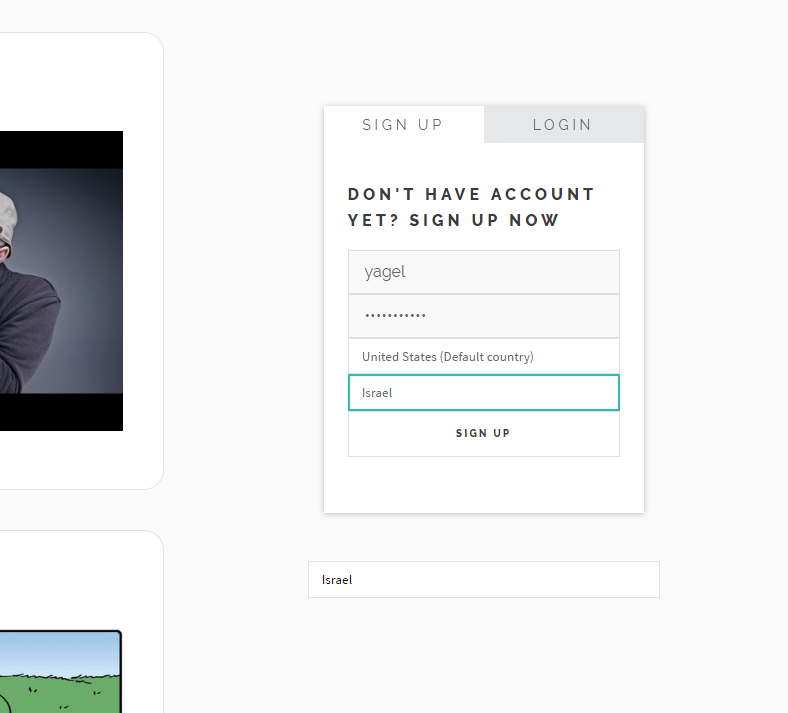 SIGN UP
LOGIN
DON'T HAVE ACCOUNT
YET? SIGN UP NOW
yagel
•••••••••••
United States (Default country)
Israel
SIGN UP
Israel